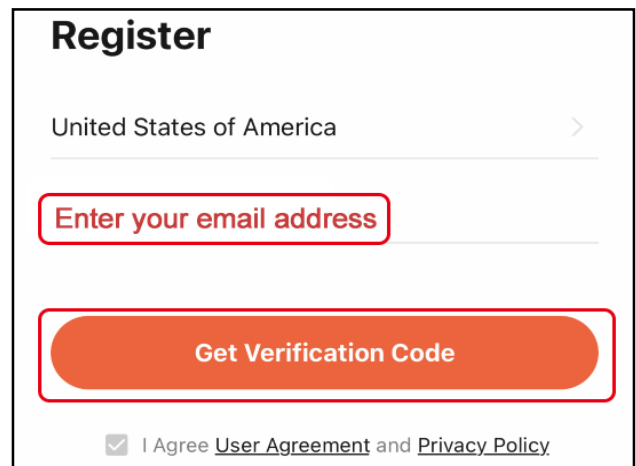 Register
United States of America
Enter your email address
Get Verification Code
I Agree User Agreement and Privacy Policy